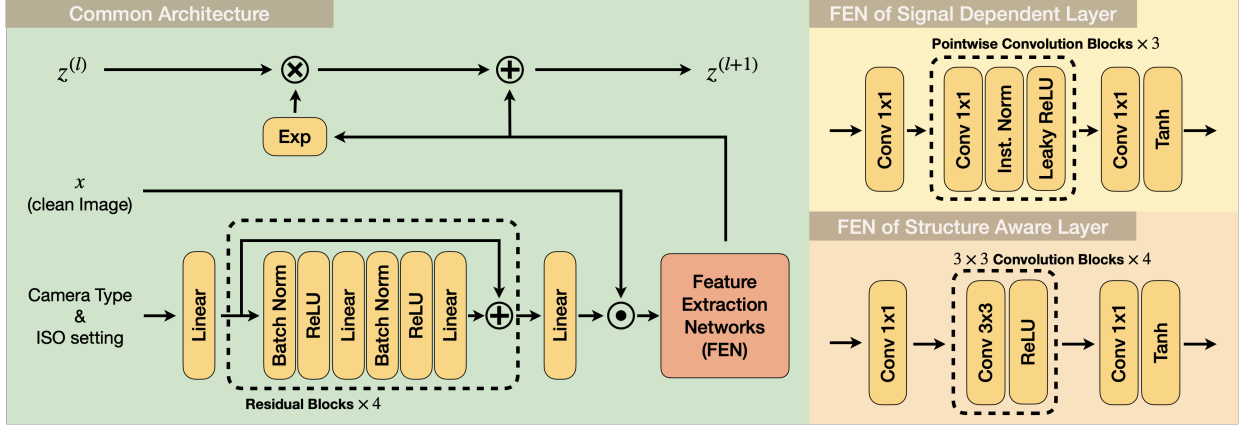 Common Architecture
z^(l)
z^(l+1)
Exp
x
(clean Image)
Camera Type
&
ISO setting
Linear
Batch Norm
ReLU
Linear
Batch Norm
ReLU
Linear
Residual Blocks × 4
Linear
Feature
Extraction
Networks
(FEN)
FEN of Signal Dependent Layer
Pointwise Convolution Blocks × 3
Conv 1x1
Conv 1x1
Inst. Norm
Leaky ReLU
Conv 1x1
Tanh
FEN of Structure Aware Layer
3 × 3 Convolution Blocks × 4
Conv 1x1
Conv 3x3
ReLU
Conv 1x1
Tanh